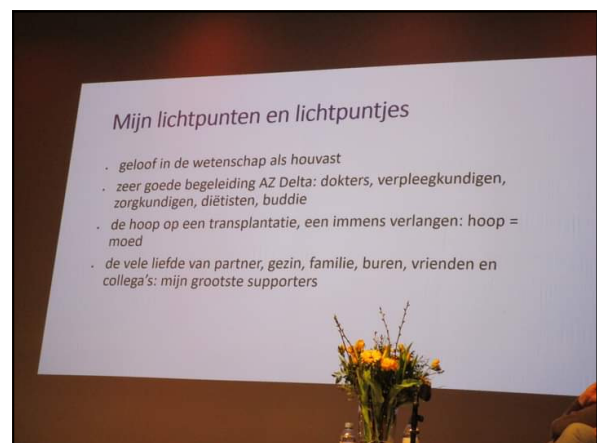 Mijn lichtpunten en lichtpuntjes
. geloof in de wetenschap als houvast
. zeer goede begeleiding AZ Delta: dokters, verpleegkundigen,
zorgkundigen, diëtisten, buddie
. de hoop op een transplantatie, een immens verlangen: hoop =
moed
. de vele liefde van partner, gezin, familie, buren, vrienden en
collega's: mijn grootste supporters